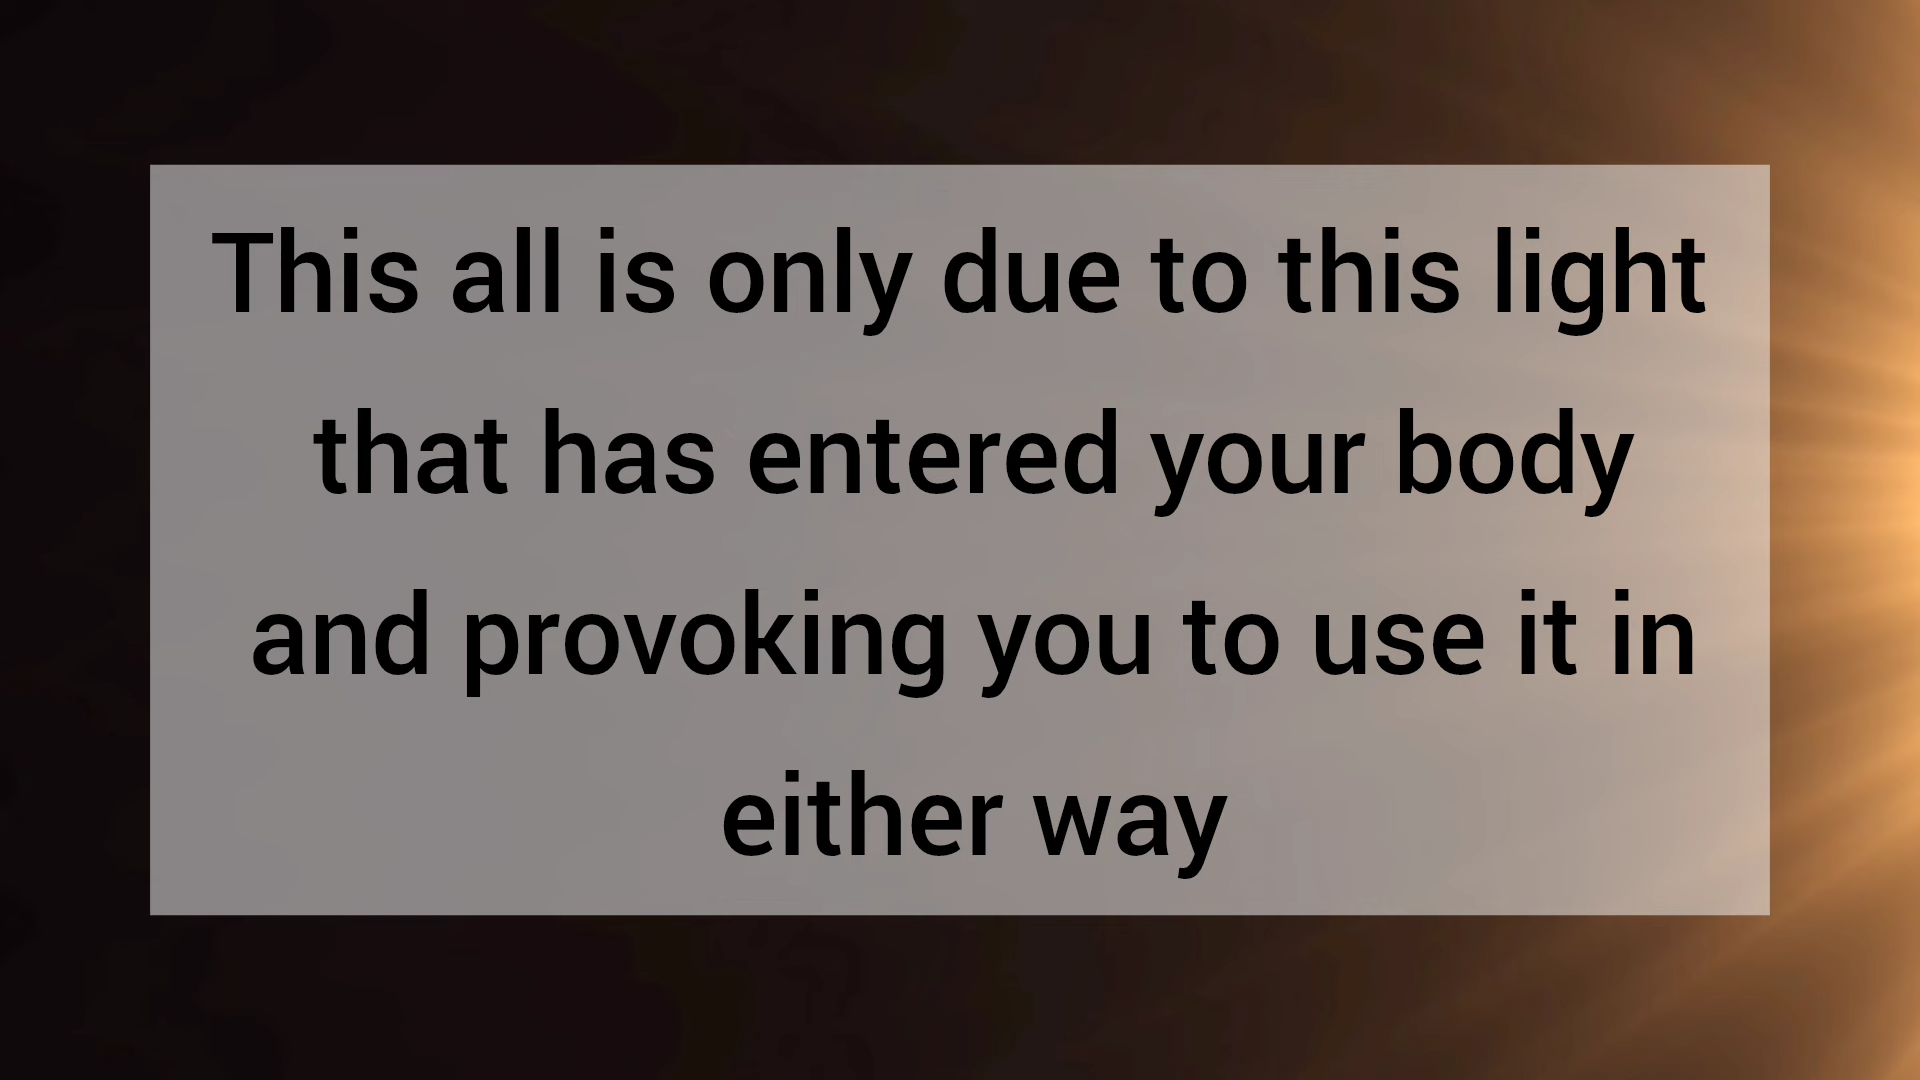 This all is only due to this light
that has entered your body
and provoking you to use it in
either way